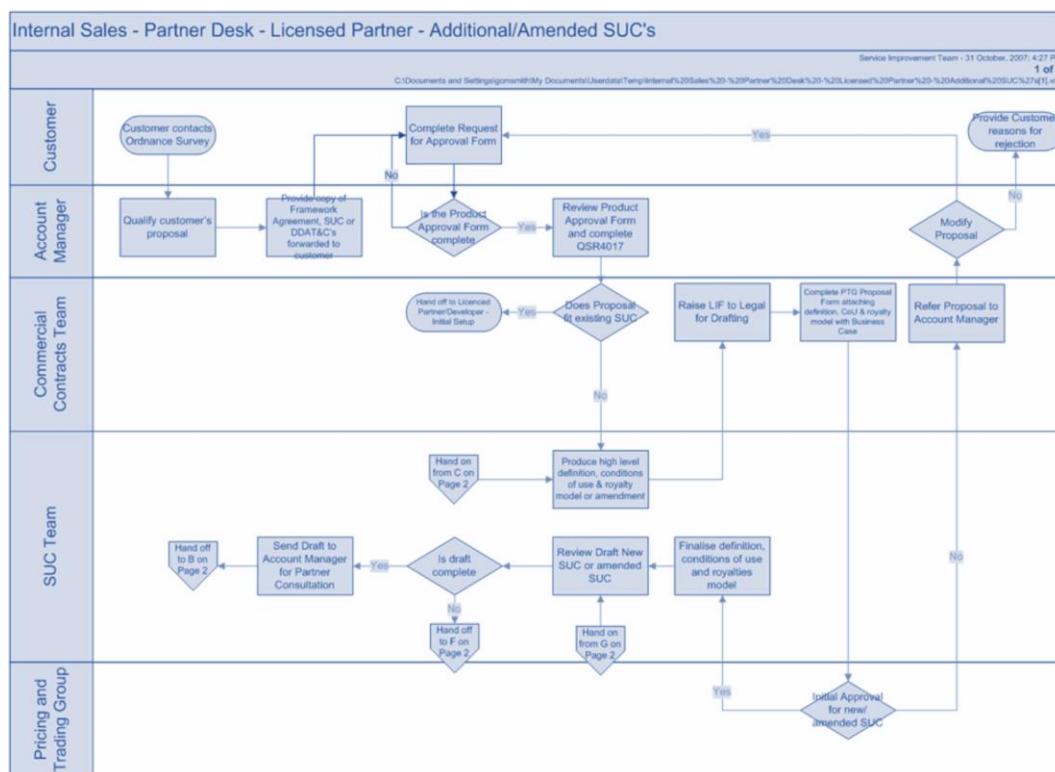 Internal Sales - Partner Desk - Licensed Partner - Additional/Amended SUC's
Service Improvement Team - 31 October, 2007; 4:27 P
1 of
Customer
Customer contacts
Ordnance Survey
Complete Request
for Approval Form
Yes
Provide Custome
reasons for
rejection
No
No
Account
Manager
Qualify customer's
proposal
Provide copy of
Framework
Agreement, SUC or
DDAT&C's
forwarded to
customer
Is the Product
Approval Form
complete
Yes
Review Product
Approval Form
and complete
QSR4017
Modify
Proposal
Commercial
Contracts Team
Hand off to Licenced
Partner/Developer -
Initial Setup
Yes
Does Proposal
fit existing SUC
Raise LIF to Legal
for Drafting
Complete PTG Proposal
Form attaching
definition, CoU & royalty
model with Business
Case
Refer Proposal to
Account Manager
No
SUC Team
Hand on
from C on
Page 2
Produce high level
definition, conditions
of use & royalty
model or amendment
Hand off
to B on
Page 2
Send Draft to
Account Manager
for Partner
Consultation
Yes
Is draft
complete
Review Draft New
SUC or amended
SUC
Finalise definition,
conditions of use
and royalties
model
No
No
Hand off
to F on
Page 2
Hand on
from G on
Page 2
Pricing and
Trading Group
Yes
Initial Approval
for new/
amended SUC